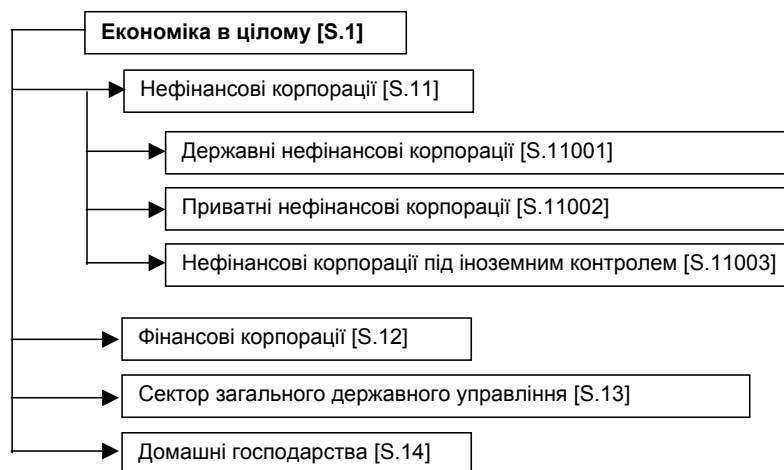 Економіка в цілому [S.1]
Нефінансові корпорації [S.11]
Державні нефінансові корпорації [S.11001]
Приватні нефінансові корпорації [S.11002]
Нефінансові корпорації під іноземним контролем [S.11003]
Фінансові корпорації [S.12]
Сектор загального державного управління [S.13]
Домашні господарства [S.14]